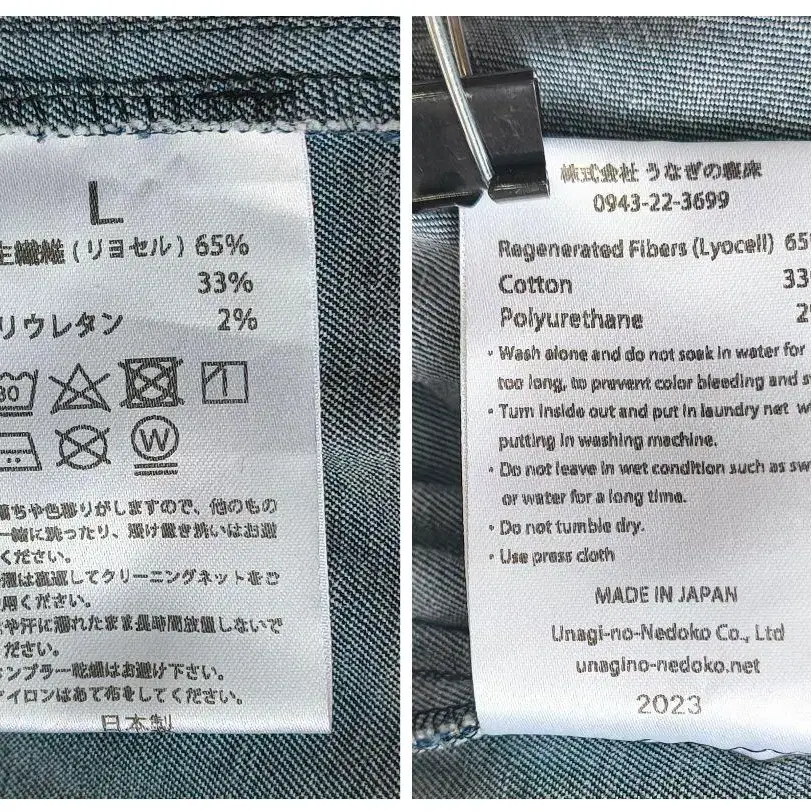 L
生繊維(リヨセル) 65%
33%
リウレタン 2%
30
W
落ちや色移りがしますので、他のもの
一緒に洗ったり、浸け置き洗いはお避
ください。
濯は裏返してクリーニングネットをご
用ください。
や汗に濡れたまま長時間放置しないで
ださい。
ンブラー乾燥はお避け下さい。
アイロンはあて布をしてください。
日本製
株式会社 うなぎの寝床
0943-22-3699
Regenerated Fibers (Lyocell) 65
Cotton 33
Polyurethane 2
・Wash alone and do not soak in water for
too long, to prevent color bleeding and
・Turn inside out and put in laundry net
putting in washing machine.
・Do not leave in wet condition such as sw
or water for a long time.
・Do not tumble dry.
・Use press cloth
MADE IN JAPAN
Unagi-no-Nedoko Co., Ltd
unagino-nedoko.net
2023